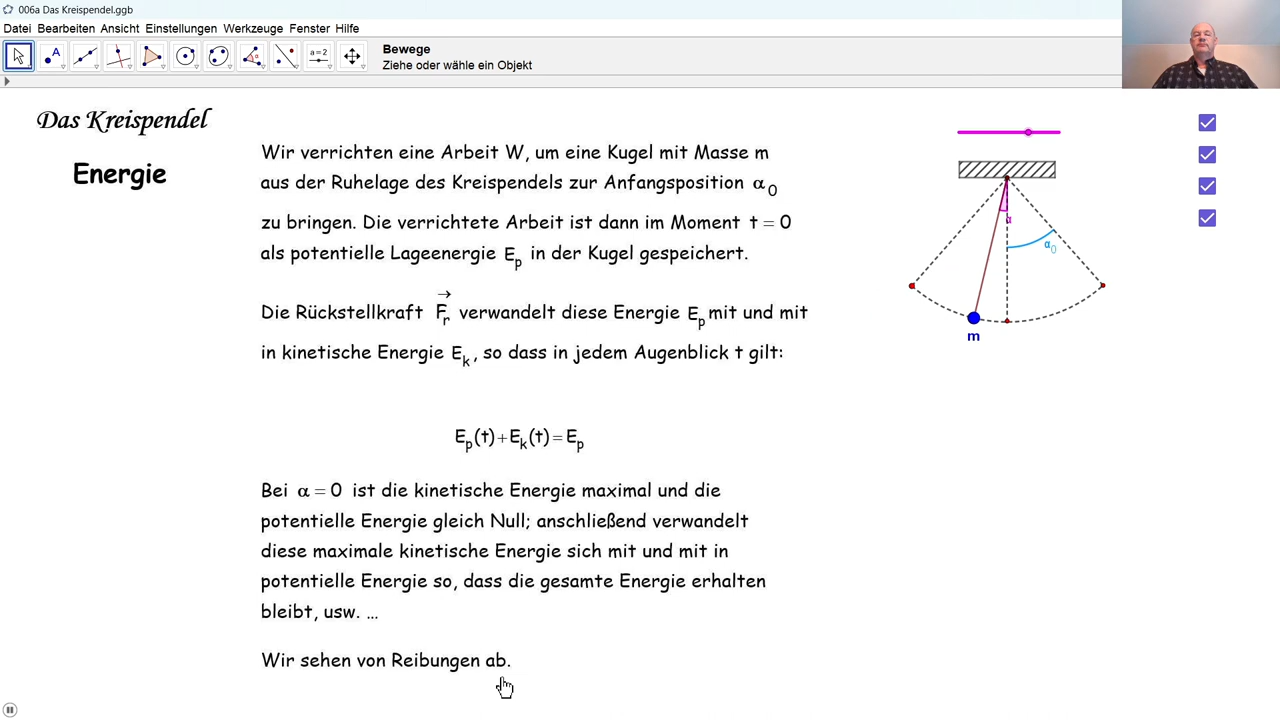 006a Das Kreispendel.ggb
Datei Bearbeiten Ansicht Einstellungen Werkzeuge Fenster Hilfe
A
a=2
Bewege
Ziehe oder wähle ein Objekt
Das Kreispendel
Energie
Wir verrichten eine Arbeit W, um eine Kugel mit Masse m
aus der Ruhelage des Kreispendels zur Anfangsposition α₀
zu bringen. Die verrichtete Arbeit ist dann im Moment t = 0
als potentielle Lageenergie Eₚ in der Kugel gespeichert.
Die Rückstellkraft F⃗ᵣ verwandelt diese Energie Eₚ mit und mit
in kinetische Energie Eₖ, so dass in jedem Augenblick t gilt:
Eₚ(t)+Eₖ(t)=Eₚ
Bei α = 0 ist die kinetische Energie maximal und die
potentielle Energie gleich Null; anschließend verwandelt
diese maximale kinetische Energie sich mit und mit in
potentielle Energie so, dass die gesamte Energie erhalten
bleibt, usw. ...
Wir sehen von Reibungen ab.
α
α₀
m